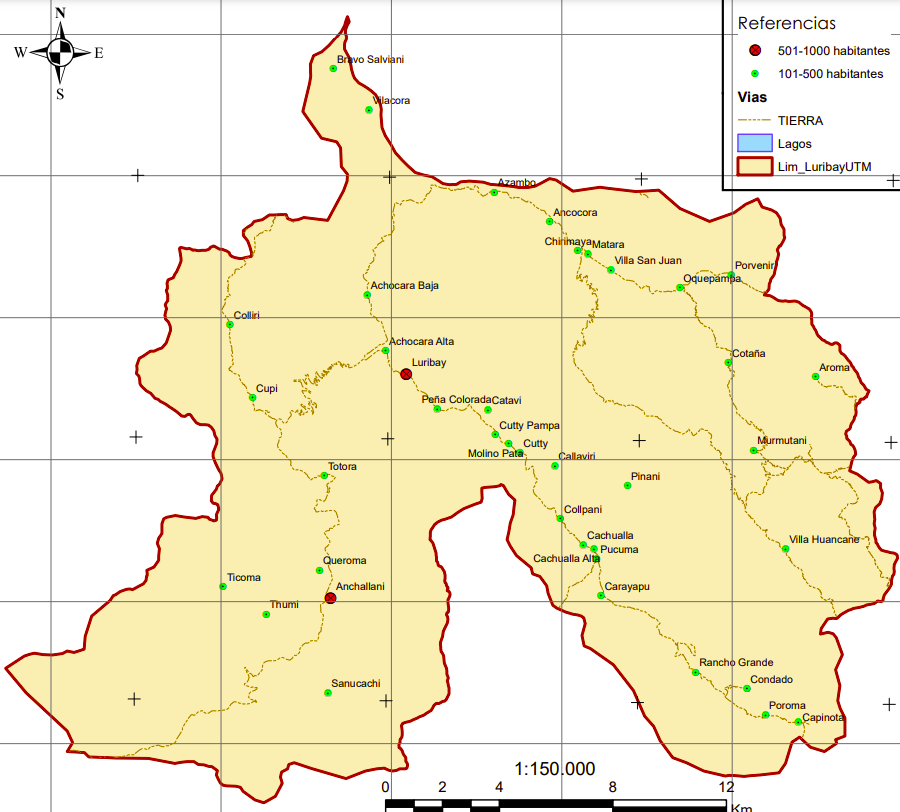 N
W
E
S
Referencias
501-1000 habitantes
101-500 habitantes
Vias
TIERRA
Lagos
Lim_LuribayUTM
Bravo Salviani
Vilacora
Azambo
Ancocora
Chirimaya
Matara
Villa San Juan
Porvenir
Oquepampa
Achocara Baja
Colliri
Achocara Alta
Cotaña
Luribay
Aroma
Cupi
Peña Colorada
Catavi
Cutty Pampa
Cutty
Murmutani
Molino Pata
Callaviri
Totora
Pinani
Collpani
Cachualla
Villa Huancane
Pucuma
Cachualla Alta
Queroma
Ticoma
Anchallani
Carayapu
Thumi
Rancho Grande
Sanucachi
Condado
Poroma
Capinota
1:150.000
0 2 4 8 12
Km